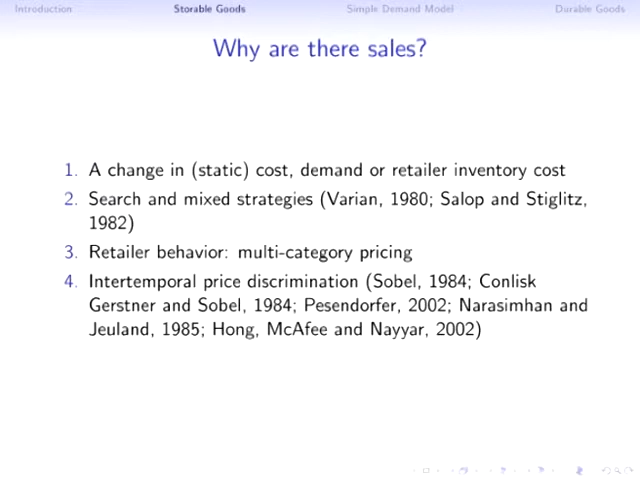 Introduction Storable Goods Simple Demand Model Durable Goods
Why are there sales?
1. A change in (static) cost, demand or retailer inventory cost
2. Search and mixed strategies (Varian, 1980; Salop and Stiglitz,
1982)
3. Retailer behavior: multi-category pricing
4. Intertemporal price discrimination (Sobel, 1984; Conlisk
Gerstner and Sobel, 1984; Pesendorfer, 2002; Narasimhan and
Jeuland, 1985; Hong, McAfee and Nayyar, 2002)